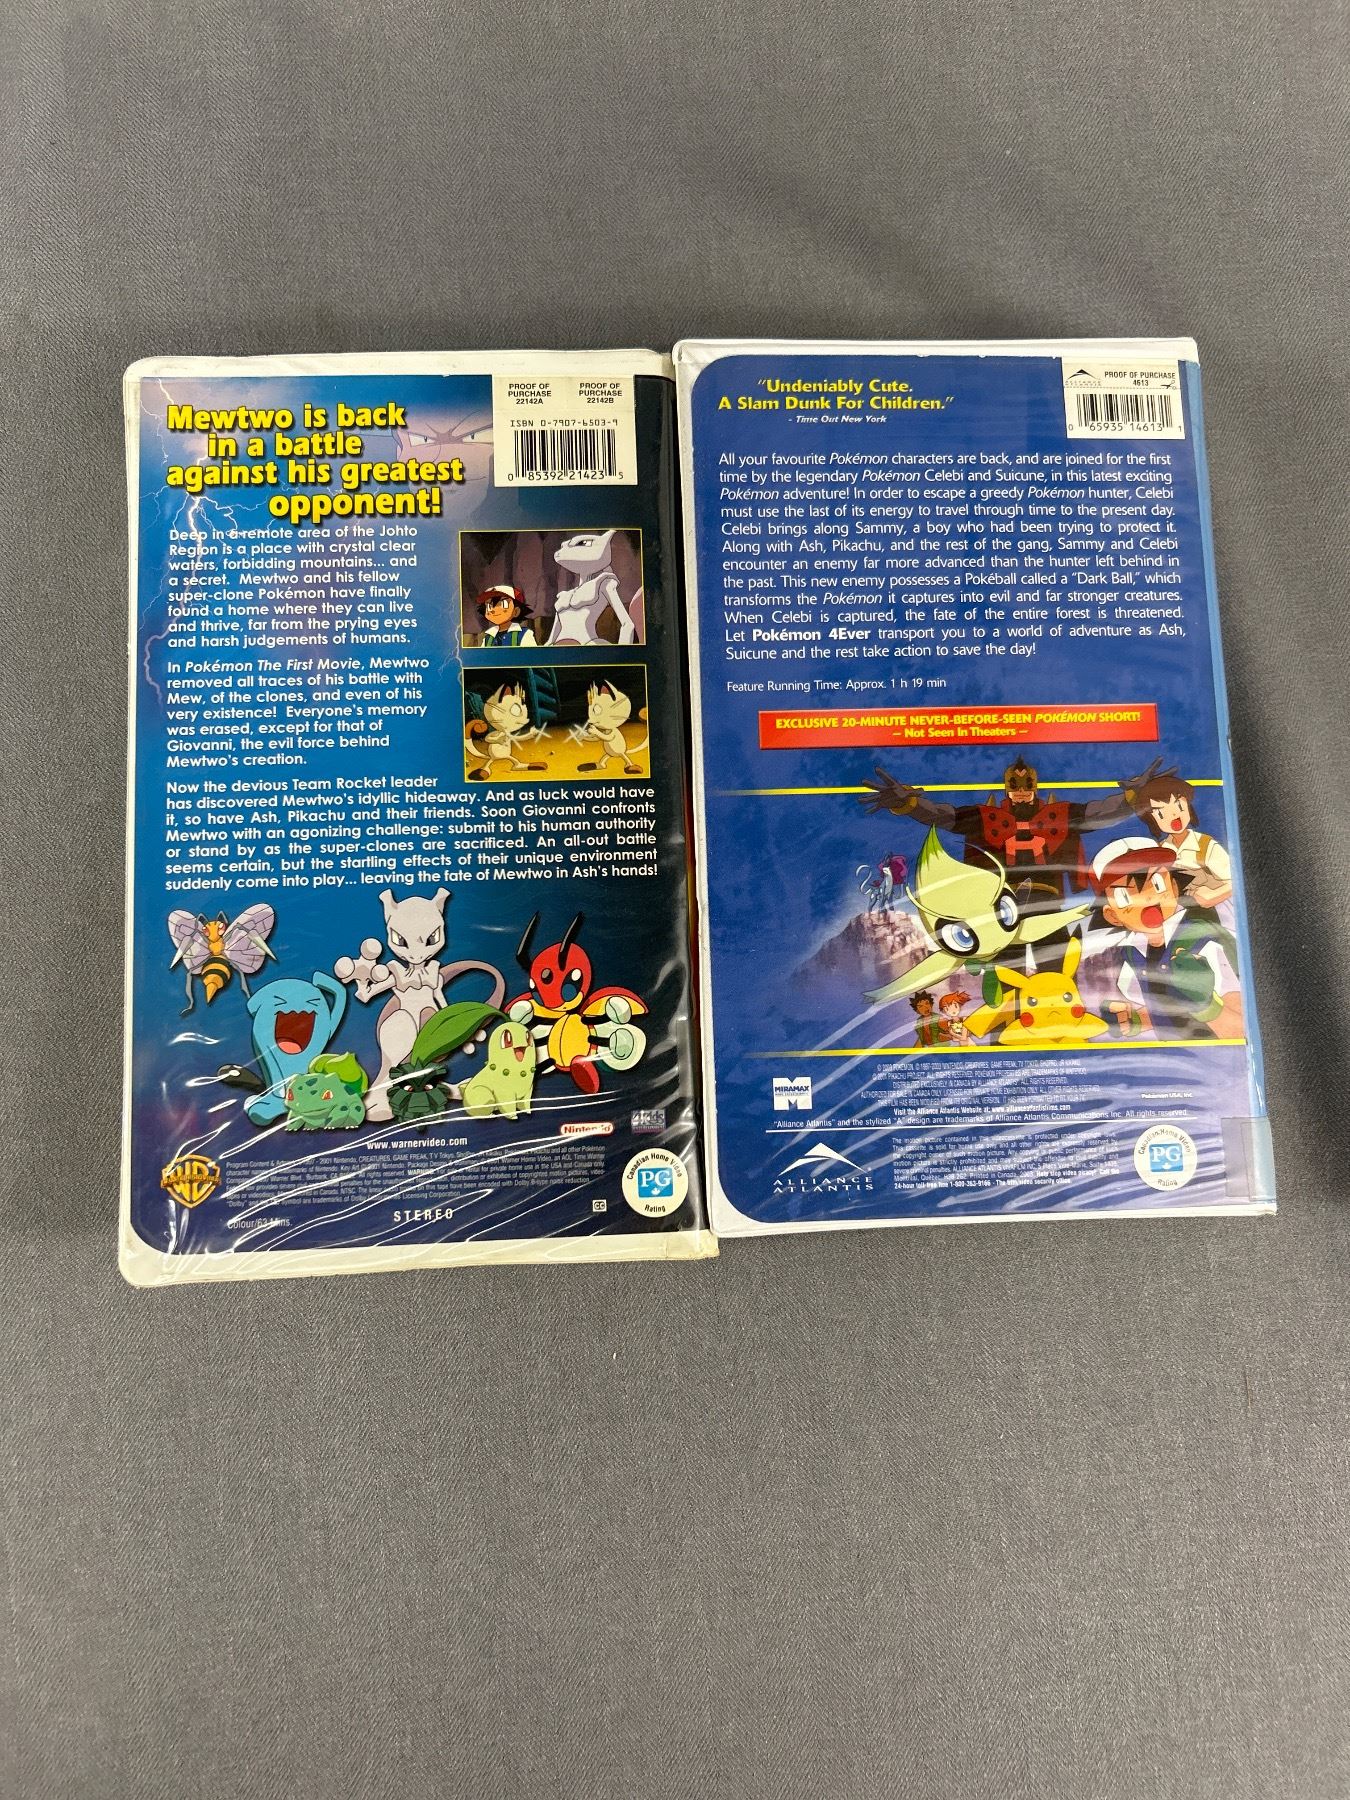 Mewtwo is back
in a battle
against his greatest
opponent!
PROOF OF PURCHASE 22142A
PROOF OF PURCHASE 22142B
ISBN 0-7907-6503-9
0 85392 21423 5
Deep in a remote area of the Johto
Region is a place with crystal clear
waters, forbidding mountains... and
a secret. Mewtwo and his fellow
super-clone Pokémon have finally
found a home where they can live
and thrive, far from the prying eyes
and harsh judgements of humans.
In Pokémon The First Movie, Mewtwo
removed all traces of his battle with
Mew, of the clones, and even of his
very existence! Everyone's memory
was erased, except for that of
Giovanni, the evil force behind
Mewtwo's creation.
Now the devious Team Rocket leader
has discovered Mewtwo's idyllic hideaway. And as luck would have
it, so have Ash, Pikachu and their friends. Soon Giovanni confronts
Mewtwo with an agonizing challenge: submit to his human authority
or stand by as the super-clones are sacrificed. An all-out battle
seems certain, but the startling effects of their unique environment
suddenly come into play... leaving the fate of Mewtwo in Ash's hands!
Nintendo
4Kids
www.warnervideo.com
Canadian Home Video
PG
Rating
CC
STEREO
Colour/63 Mins.
"Undeniably Cute.
A Slam Dunk For Children."
- Time Out New York
PROOF OF PURCHASE
4613
0 65935 14613 1
All your favourite Pokémon characters are back, and are joined for the first
time by the legendary Pokémon Celebi and Suicune, in this latest exciting
Pokémon adventure! In order to escape a greedy Pokémon hunter, Celebi
must use the last of its energy to travel through time to the present day.
Celebi brings along Sammy, a boy who had been trying to protect it.
Along with Ash, Pikachu, and the rest of the gang, Sammy and Celebi
encounter an enemy far more advanced than the hunter left behind in
the past. This new enemy possesses a Pokéball called a "Dark Ball," which
transforms the Pokémon it captures into evil and far stronger creatures.
When Celebi is captured, the fate of the entire forest is threatened.
Let Pokémon 4Ever transport you to a world of adventure as Ash,
Suicune and the rest take action to save the day!
Feature Running Time: Approx. 1 h 19 min
EXCLUSIVE 20-MINUTE NEVER-BEFORE-SEEN POKÉMON SHORT!
– Not Seen In Theaters –
MIRAMAX
Pokémon USA, Inc.
Visit the Alliance Atlantis Website at: www.allianceatlantisfilms.com
"Alliance Atlantis" and the stylized "A" design are trademarks of Alliance Atlantis Communications Inc. All rights reserved.
ALLIANCE
ATLANTIS
Canadian Home Video
PG
Rating